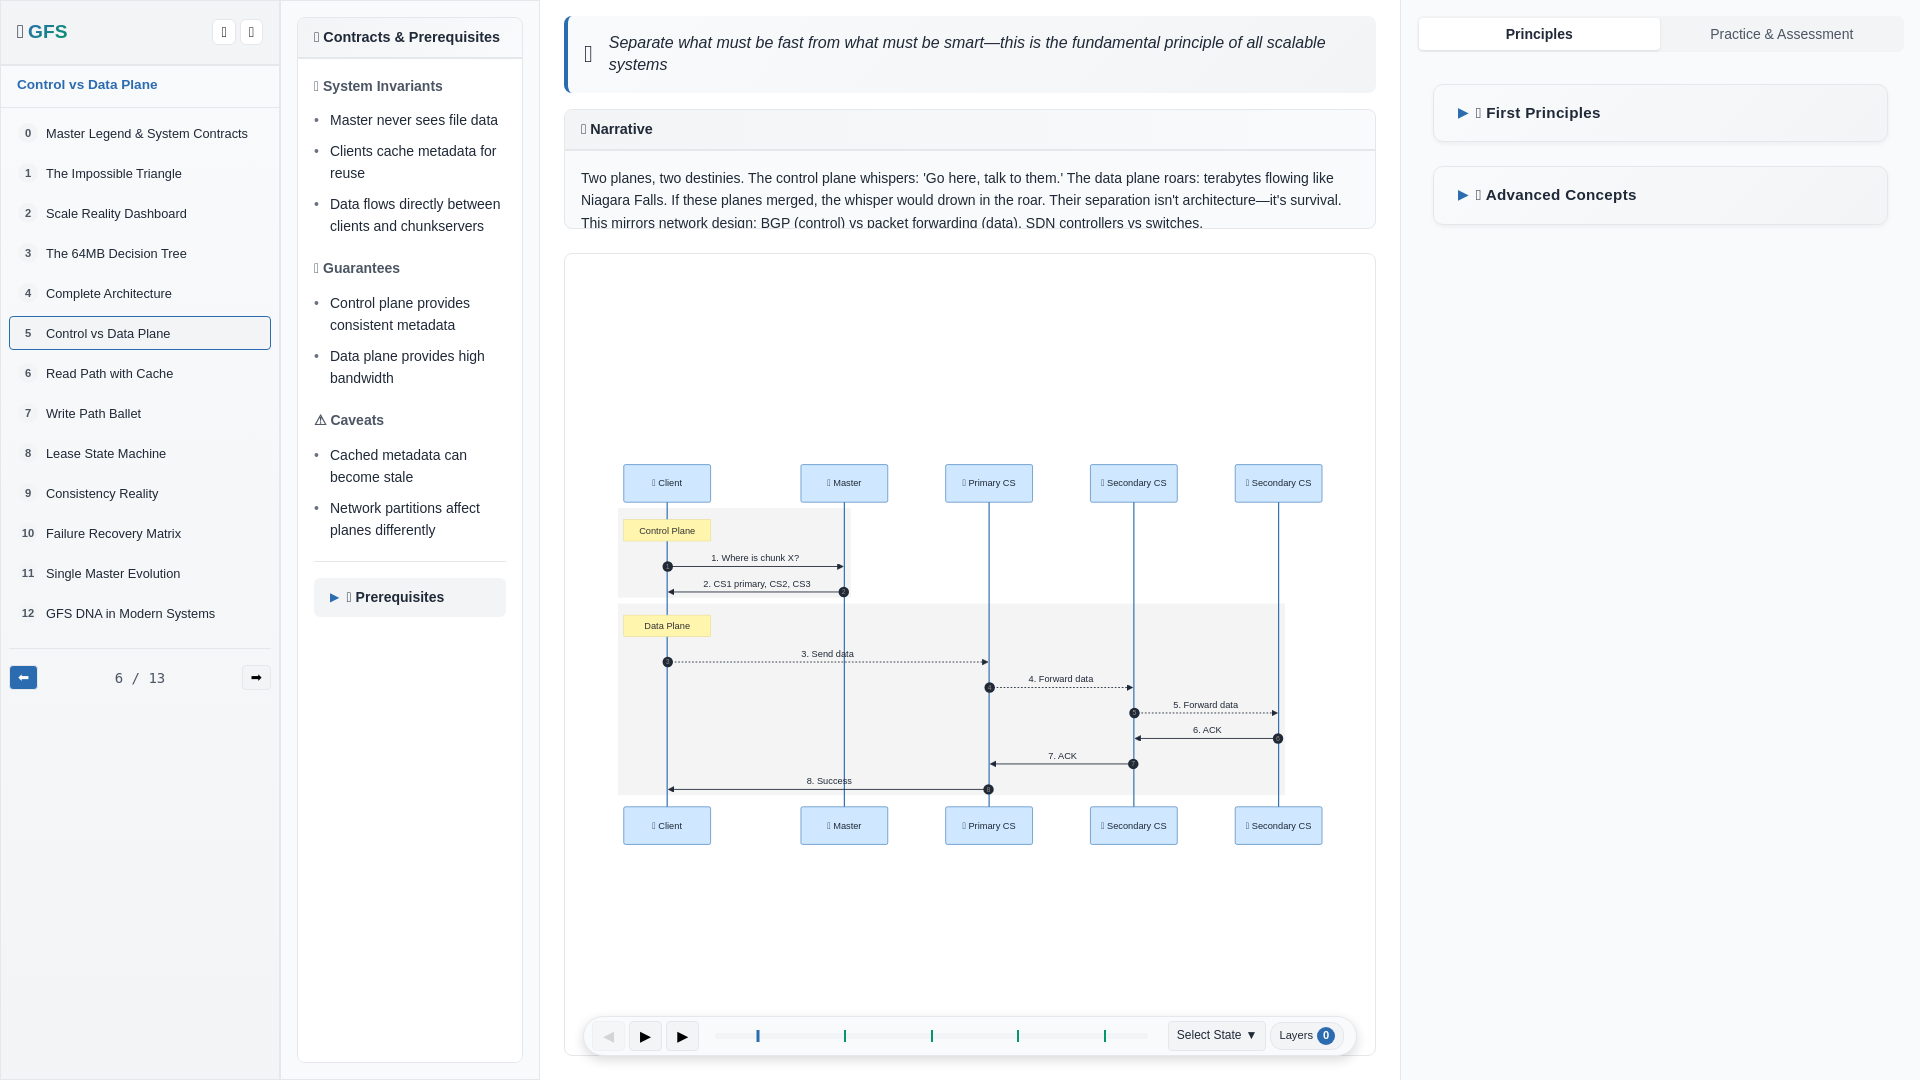 GFS
Control vs Data Plane
0 Master Legend & System Contracts
1 The Impossible Triangle
2 Scale Reality Dashboard
3 The 64MB Decision Tree
4 Complete Architecture
5 Control vs Data Plane
6 Read Path with Cache
7 Write Path Ballet
8 Lease State Machine
9 Consistency Reality
10 Failure Recovery Matrix
11 Single Master Evolution
12 GFS DNA in Modern Systems
6 / 13
Contracts & Prerequisites
System Invariants
• Master never sees file data
• Clients cache metadata for
reuse
• Data flows directly between
clients and chunkservers
Guarantees
• Control plane provides
consistent metadata
• Data plane provides high
bandwidth
⚠ Caveats
• Cached metadata can
become stale
• Network partitions affect
planes differently
▶ Prerequisites
Separate what must be fast from what must be smart—this is the fundamental principle of all scalable
systems
Narrative
Two planes, two destinies. The control plane whispers: 'Go here, talk to them.' The data plane roars: terabytes flowing like
Niagara Falls. If these planes merged, the whisper would drown in the roar. Their separation isn't architecture—it's survival.
This mirrors network design: BGP (control) vs packet forwarding (data), SDN controllers vs switches.
Client Master Primary CS Secondary CS Secondary CS
Control Plane
1. Where is chunk X?
2. CS1 primary, CS2, CS3
Data Plane
3. Send data
4. Forward data
5. Forward data
6. ACK
7. ACK
8. Success
Client Master Primary CS Secondary CS Secondary CS
Select State ▼ Layers 0
Principles Practice & Assessment
▶ First Principles
▶ Advanced Concepts